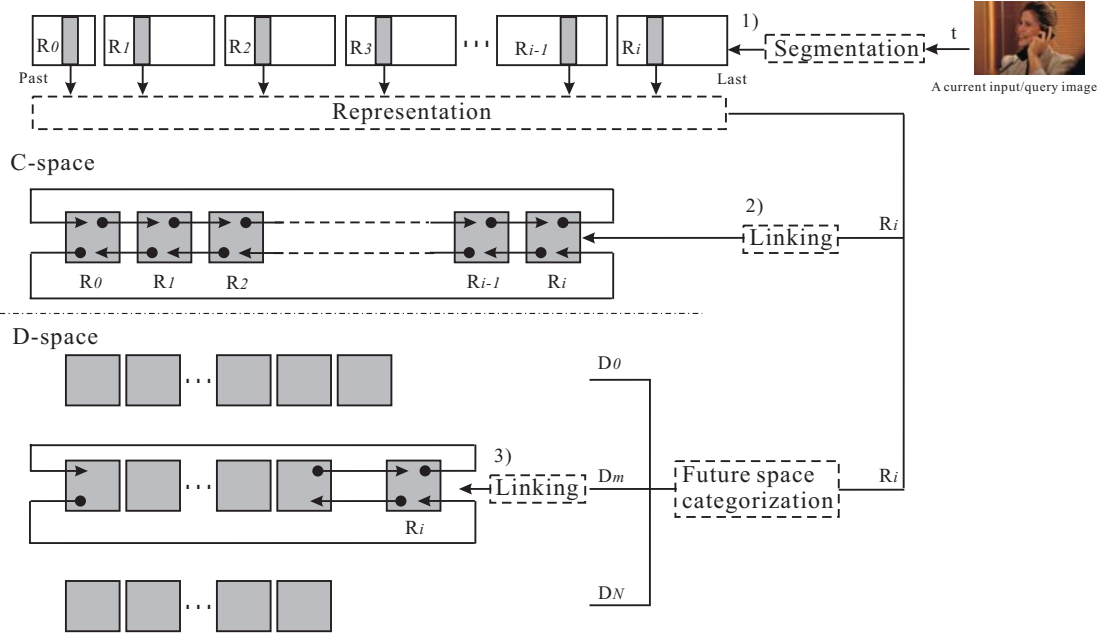 1)
t
R0 R1 R2 R3 ... Ri-1 Ri
Segmentation
Past
Last
A current input/query image
Representation
C-space
2)
Linking
Ri
R0 R1 R2 Ri-1 Ri
D-space
D0
...
3)
Linking
Dm
Future space
categorization
Ri
...
Ri
DN
...